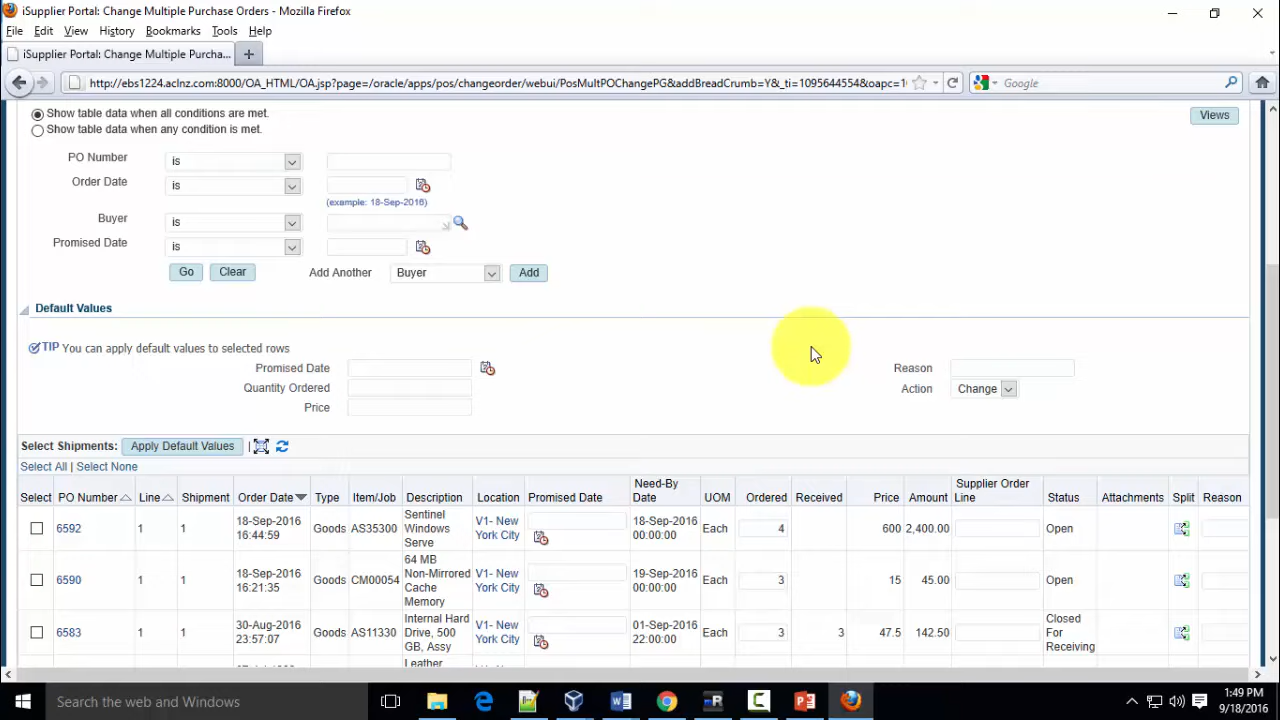 iSupplier Portal: Change Multiple Purchase Orders - Mozilla Firefox
File Edit View History Bookmarks Tools Help
iSupplier Portal: Change Multiple Purcha...
http://ebs1224.aclnz.com:8000/OA_HTML/OA.jsp?page=/oracle/apps/pos/changeorder/webui/PosMultPOChangePG&addBreadCrumb=Y&_ti=1095644554&oapc=1 Google
Show table data when all conditions are met.
Show table data when any condition is met.
Views
PO Number is
Order Date is
(example: 18-Sep-2016)
Buyer is
Promised Date is
Go Clear Add Another Buyer Add
Default Values
TIP You can apply default values to selected rows
Promised Date Reason
Quantity Ordered Action Change
Price
Select Shipments: Apply Default Values
Select All | Select None
Select PO Number Line Shipment Order Date Type Item/Job Description Location Promised Date Need-By Date UOM Ordered Received Price Amount Supplier Order Line Status Attachments Split Reason
6592 1 1 18-Sep-2016 16:44:59 Goods AS35300 Sentinel Windows Serve V1- New York City 18-Sep-2016 00:00:00 Each 4 600 2,400.00 Open
6590 1 1 18-Sep-2016 16:21:35 Goods CM00054 64 MB Non-Mirrored Cache Memory V1- New York City 19-Sep-2016 00:00:00 Each 3 15 45.00 Open
6583 1 1 30-Aug-2016 23:57:07 Goods AS11330 Internal Hard Drive, 500 GB, Assy V1- New York City 01-Sep-2016 22:00:00 Each 3 3 47.5 142.50 Closed For Receiving
Leather
Search the web and Windows
1:49 PM
9/18/2016